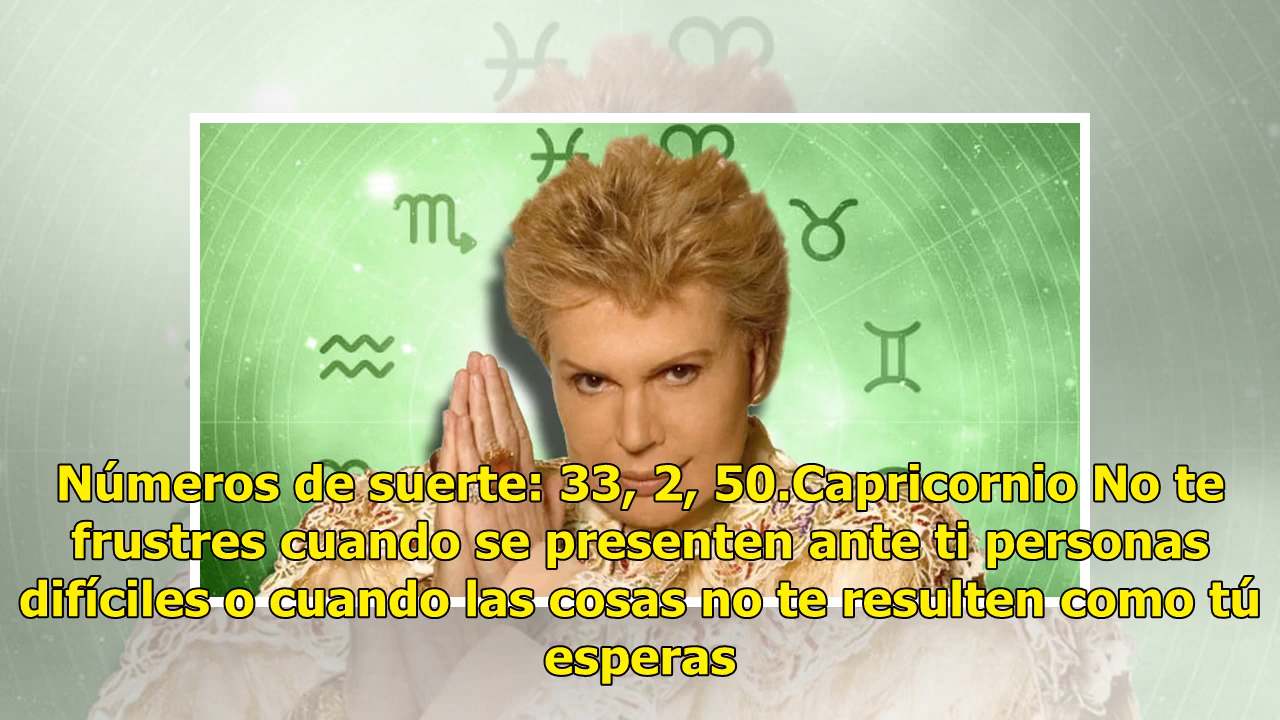 Números de suerte: 33, 2, 50.Capricornio No te
frustres cuando se presenten ante ti personas
difíciles o cuando las cosas no te resulten como tú
esperas